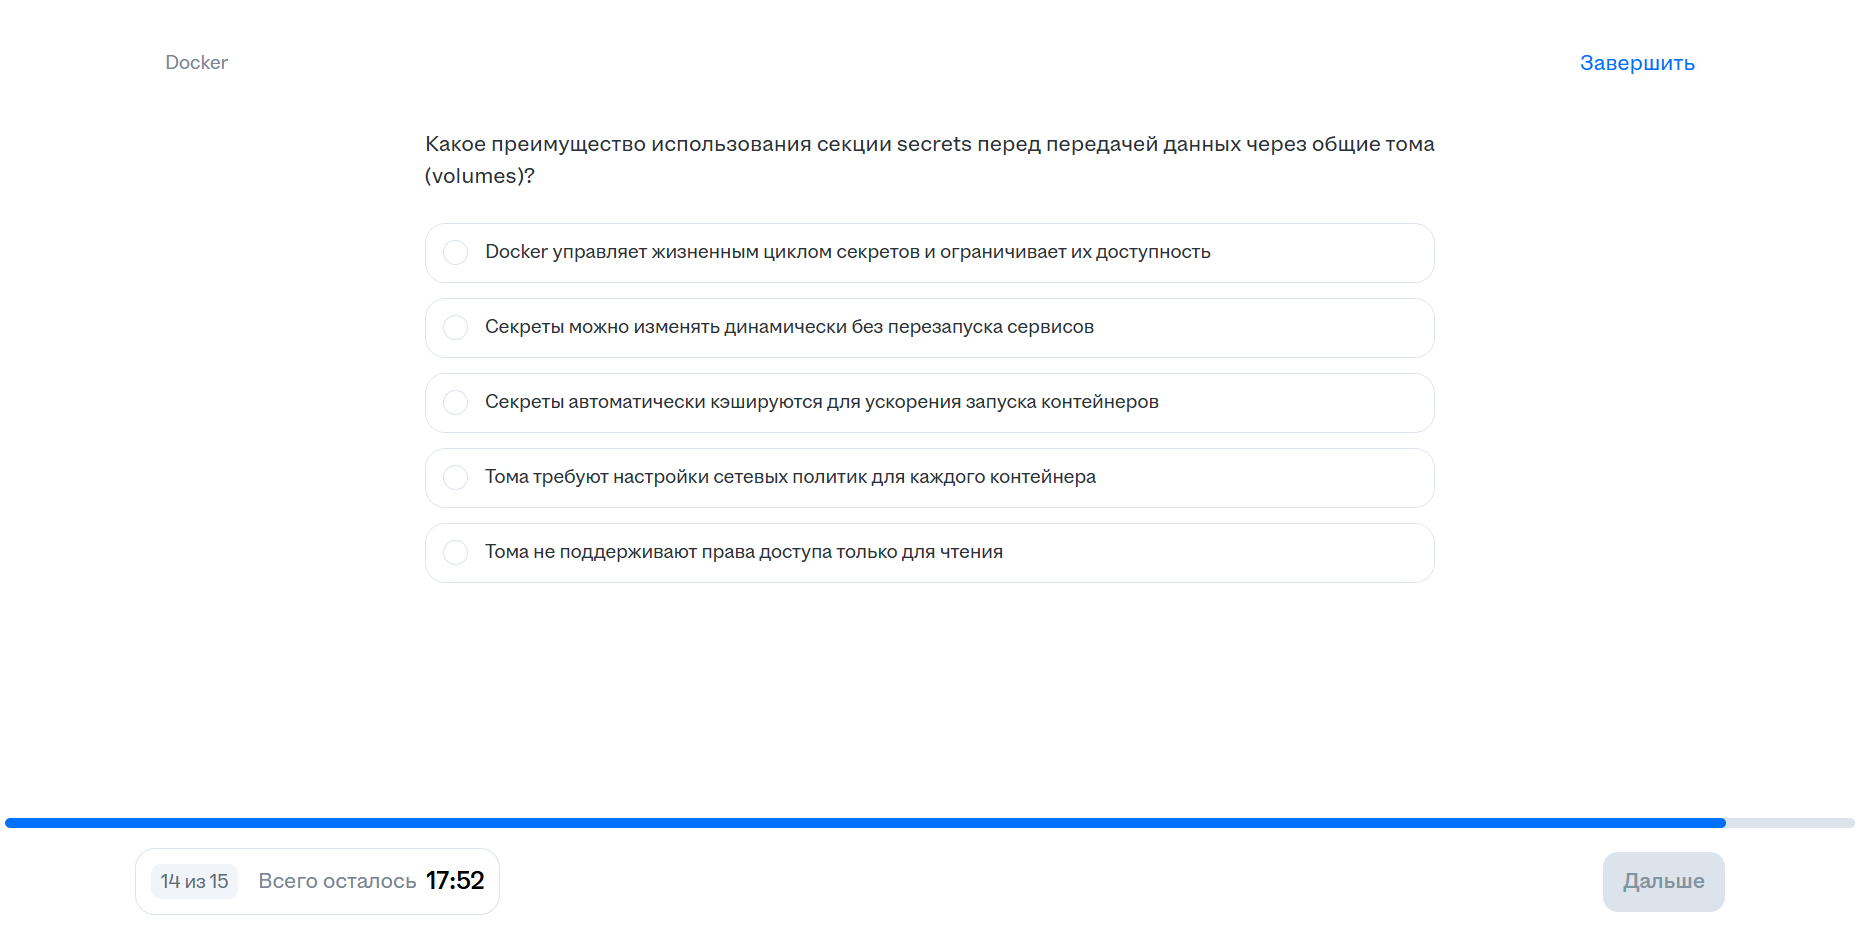 Docker
Завершить
Какое преимущество использования секции secrets перед передачей данных через общие тома
(volumes)?
Docker управляет жизненным циклом секретов и ограничивает их доступность
Секреты можно изменять динамически без перезапуска сервисов
Секреты автоматически кэшируются для ускорения запуска контейнеров
Тома требуют настройки сетевых политик для каждого контейнера
Тома не поддерживают права доступа только для чтения
14 из 15
Всего осталось 17:52
Дальше